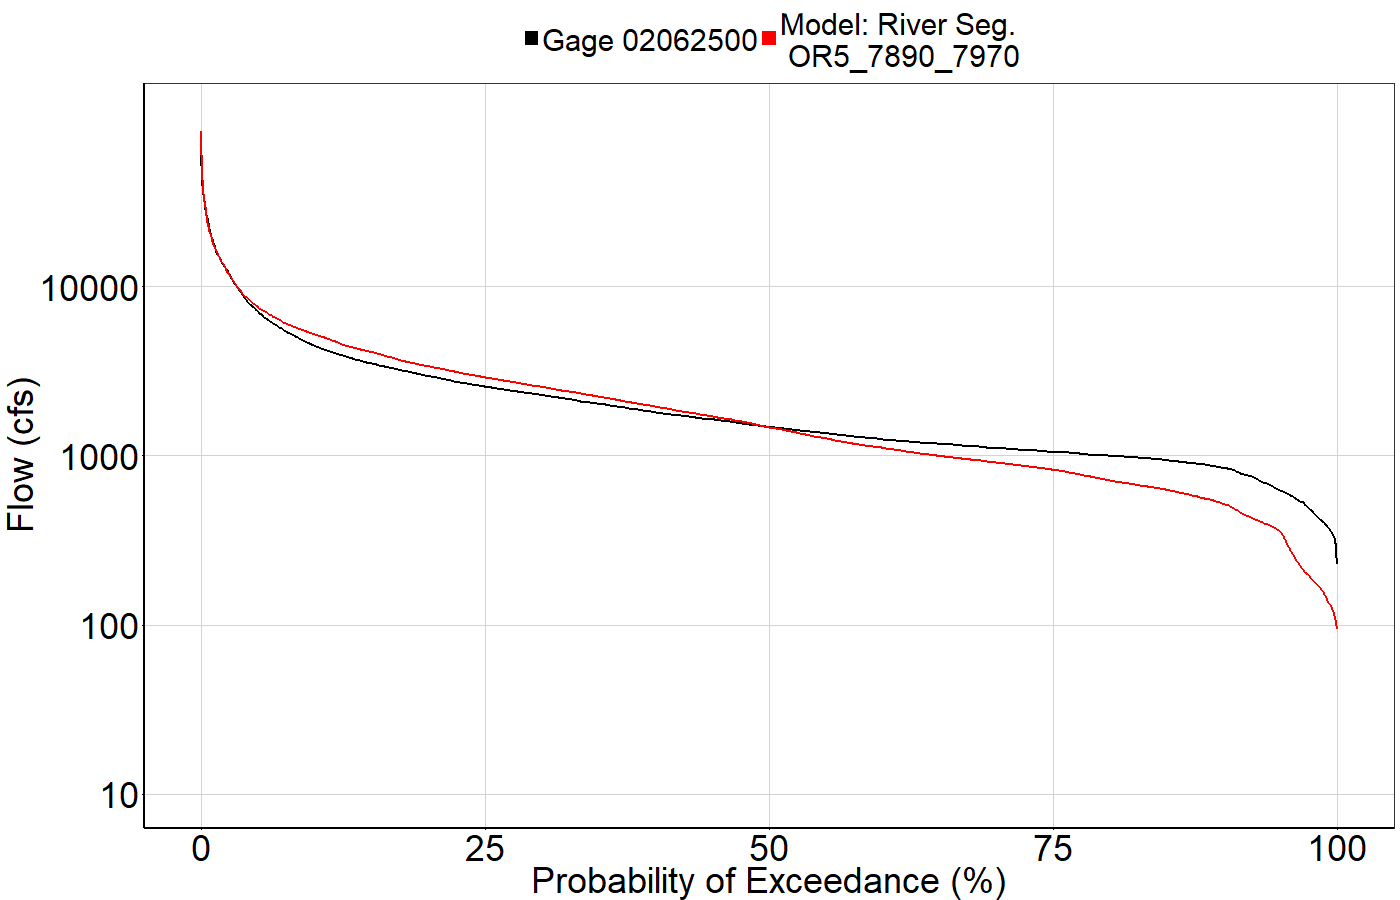 Gage 02062500
Model: River Seg.
OR5_7890_7970
10000
1000
100
10
Flow (cfs)
0 25 50 75 100
Probability of Exceedance (%)